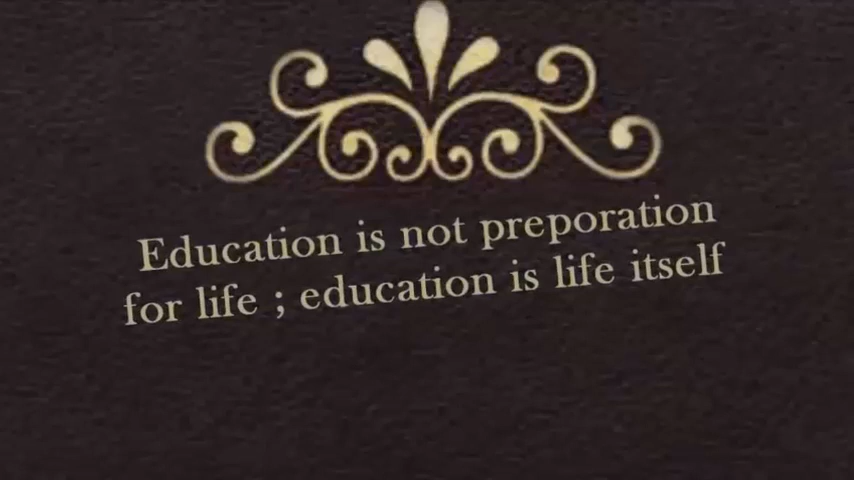 Education is not preporation
for life ; education is life itself